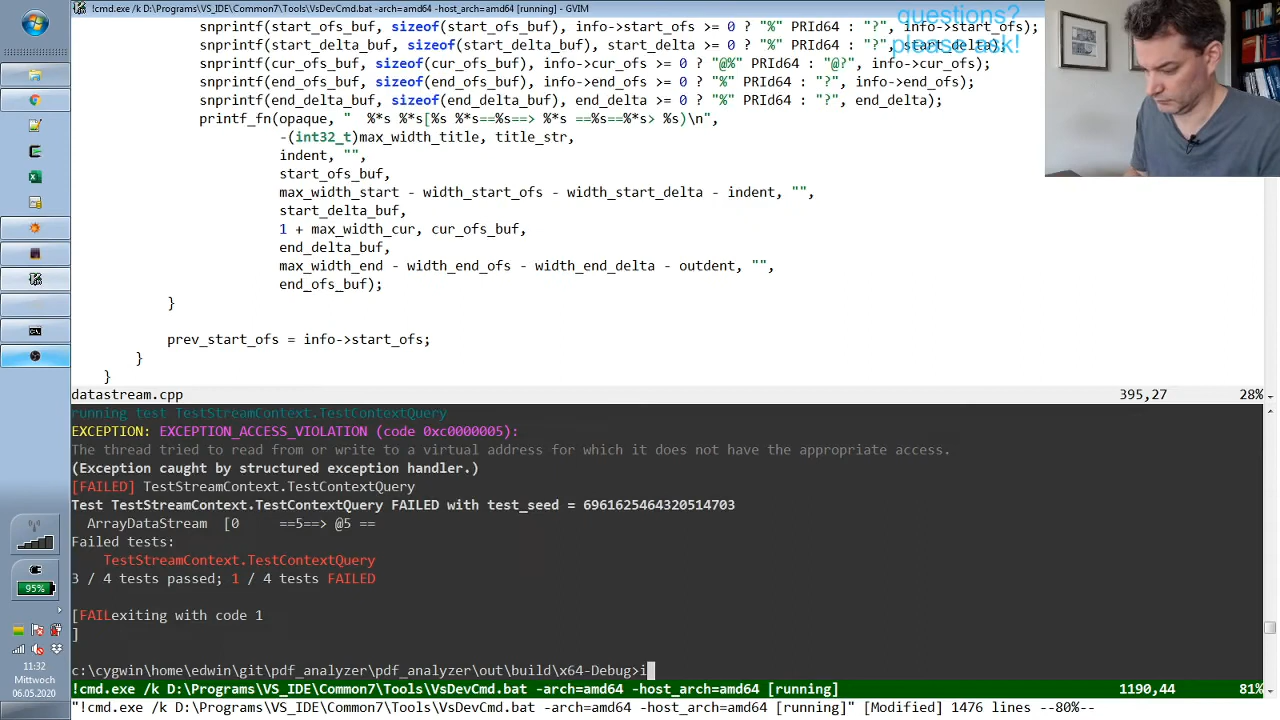 !cmd.exe /k D:\Programs\VS_IDE\Common7\Tools\VsDevCmd.bat -arch=amd64 -host_arch=amd64 [running] - GVIM
questions?
please ask!
snprintf(start_ofs_buf, sizeof(start_ofs_buf), info->start_ofs >= 0 ? "%" PRId64 : "?", info->start_ofs);
snprintf(start_delta_buf, sizeof(start_delta_buf), start_delta >= 0 ? "%" PRId64 : "?", start_delta);
snprintf(cur_ofs_buf, sizeof(cur_ofs_buf), info->cur_ofs >= 0 ? "@%" PRId64 : "@?", info->cur_ofs);
snprintf(end_ofs_buf, sizeof(end_ofs_buf), info->end_ofs >= 0 ? "%" PRId64 : "?", info->end_ofs);
snprintf(end_delta_buf, sizeof(end_delta_buf), end_delta >= 0 ? "%" PRId64 : "?", end_delta);
printf_fn(opaque, "  %*s %*s[%s %*s==%s==> %*s ==%s==%*s> %s)\n",
-(int32_t)max_width_title, title_str,
indent, "",
start_ofs_buf,
max_width_start - width_start_ofs - width_start_delta - indent, "",
start_delta_buf,
1 + max_width_cur, cur_ofs_buf,
end_delta_buf,
max_width_end - width_end_ofs - width_end_delta - outdent, "",
end_ofs_buf);
}
prev_start_ofs = info->start_ofs;
}
}
datastream.cpp 395,27 28%
running test TestStreamContext.TestContextQuery
EXCEPTION: EXCEPTION_ACCESS_VIOLATION (code 0xc0000005):
The thread tried to read from or write to a virtual address for which it does not have the appropriate access.
(Exception caught by structured exception handler.)
[FAILED] TestStreamContext.TestContextQuery
Test TestStreamContext.TestContextQuery FAILED with test_seed = 6961625464320514703
ArrayDataStream  [0     ==5==> @5 ==
Failed tests:
TestStreamContext.TestContextQuery
3 / 4 tests passed; 1 / 4 tests FAILED
[FAILexiting with code 1
]
c:\cygwin\home\edwin\git\pdf_analyzer\pdf_analyzer\out\build\x64-Debug>i
!cmd.exe /k D:\Programs\VS_IDE\Common7\Tools\VsDevCmd.bat -arch=amd64 -host_arch=amd64 [running] 1190,44 81%
"!cmd.exe /k D:\Programs\VS_IDE\Common7\Tools\VsDevCmd.bat -arch=amd64 -host_arch=amd64 [running]" [Modified] 1476 lines --80%--
95%
11:32
Mittwoch
06.05.2020